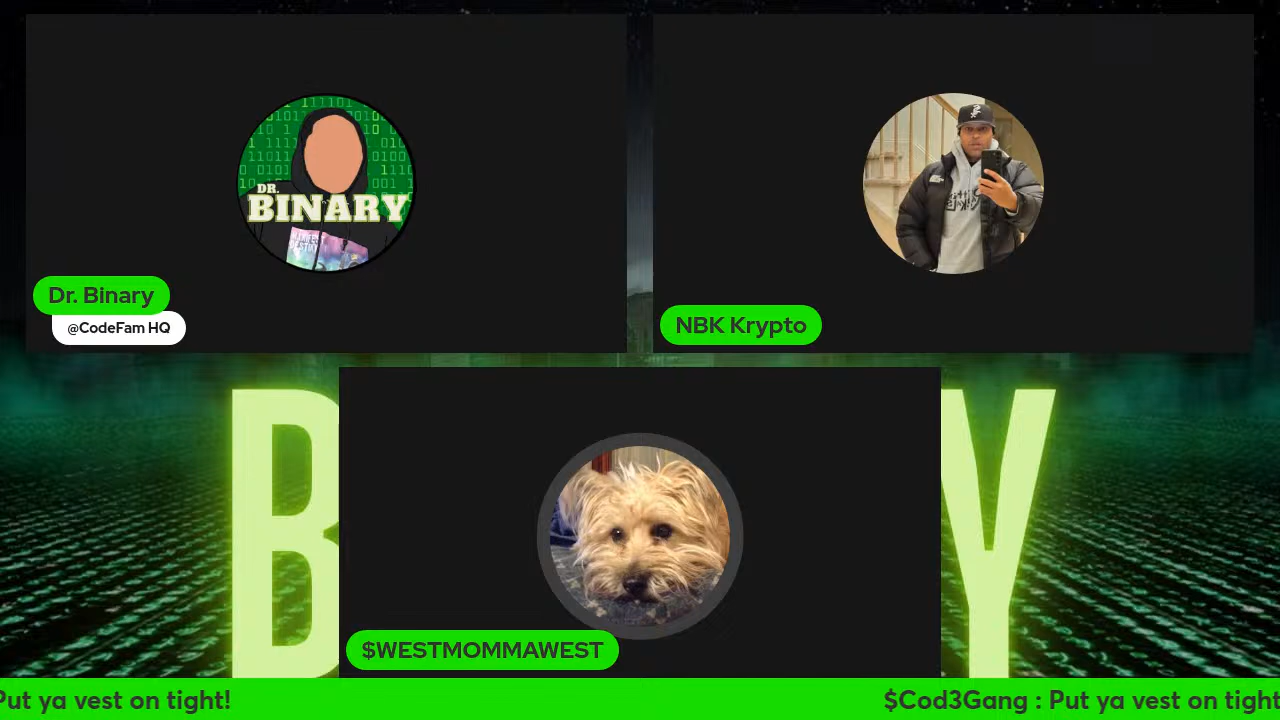 DR.
BINARY
Dr. Binary
@CodeFam HQ
NBK Krypto
B
Y
$WESTMOMMAWEST
Put ya vest on tight!
$Cod3Gang : Put ya vest on tight